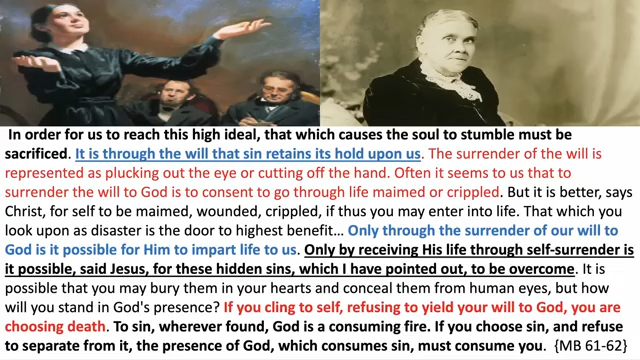 In order for us to reach this high ideal, that which causes the soul to stumble must be
sacrificed. It is through the will that sin retains its hold upon us. The surrender of the will is
represented as plucking out the eye or cutting off the hand. Often it seems to us that to
surrender the will to God is to consent to go through life maimed or crippled. But it is better, says
Christ, for self to be maimed, wounded, crippled, if thus you may enter into life. That which you
look upon as disaster is the door to highest benefit… Only through the surrender of our will to
God is it possible for Him to impart life to us. Only by receiving His life through self-surrender is
it possible, said Jesus, for these hidden sins, which I have pointed out, to be overcome. It is
possible that you may bury them in your hearts and conceal them from human eyes, but how
will you stand in God's presence? If you cling to self, refusing to yield your will to God, you are
choosing death. To sin, wherever found, God is a consuming fire. If you choose sin, and refuse
to separate from it, the presence of God, which consumes sin, must consume you. {MB 61-62}